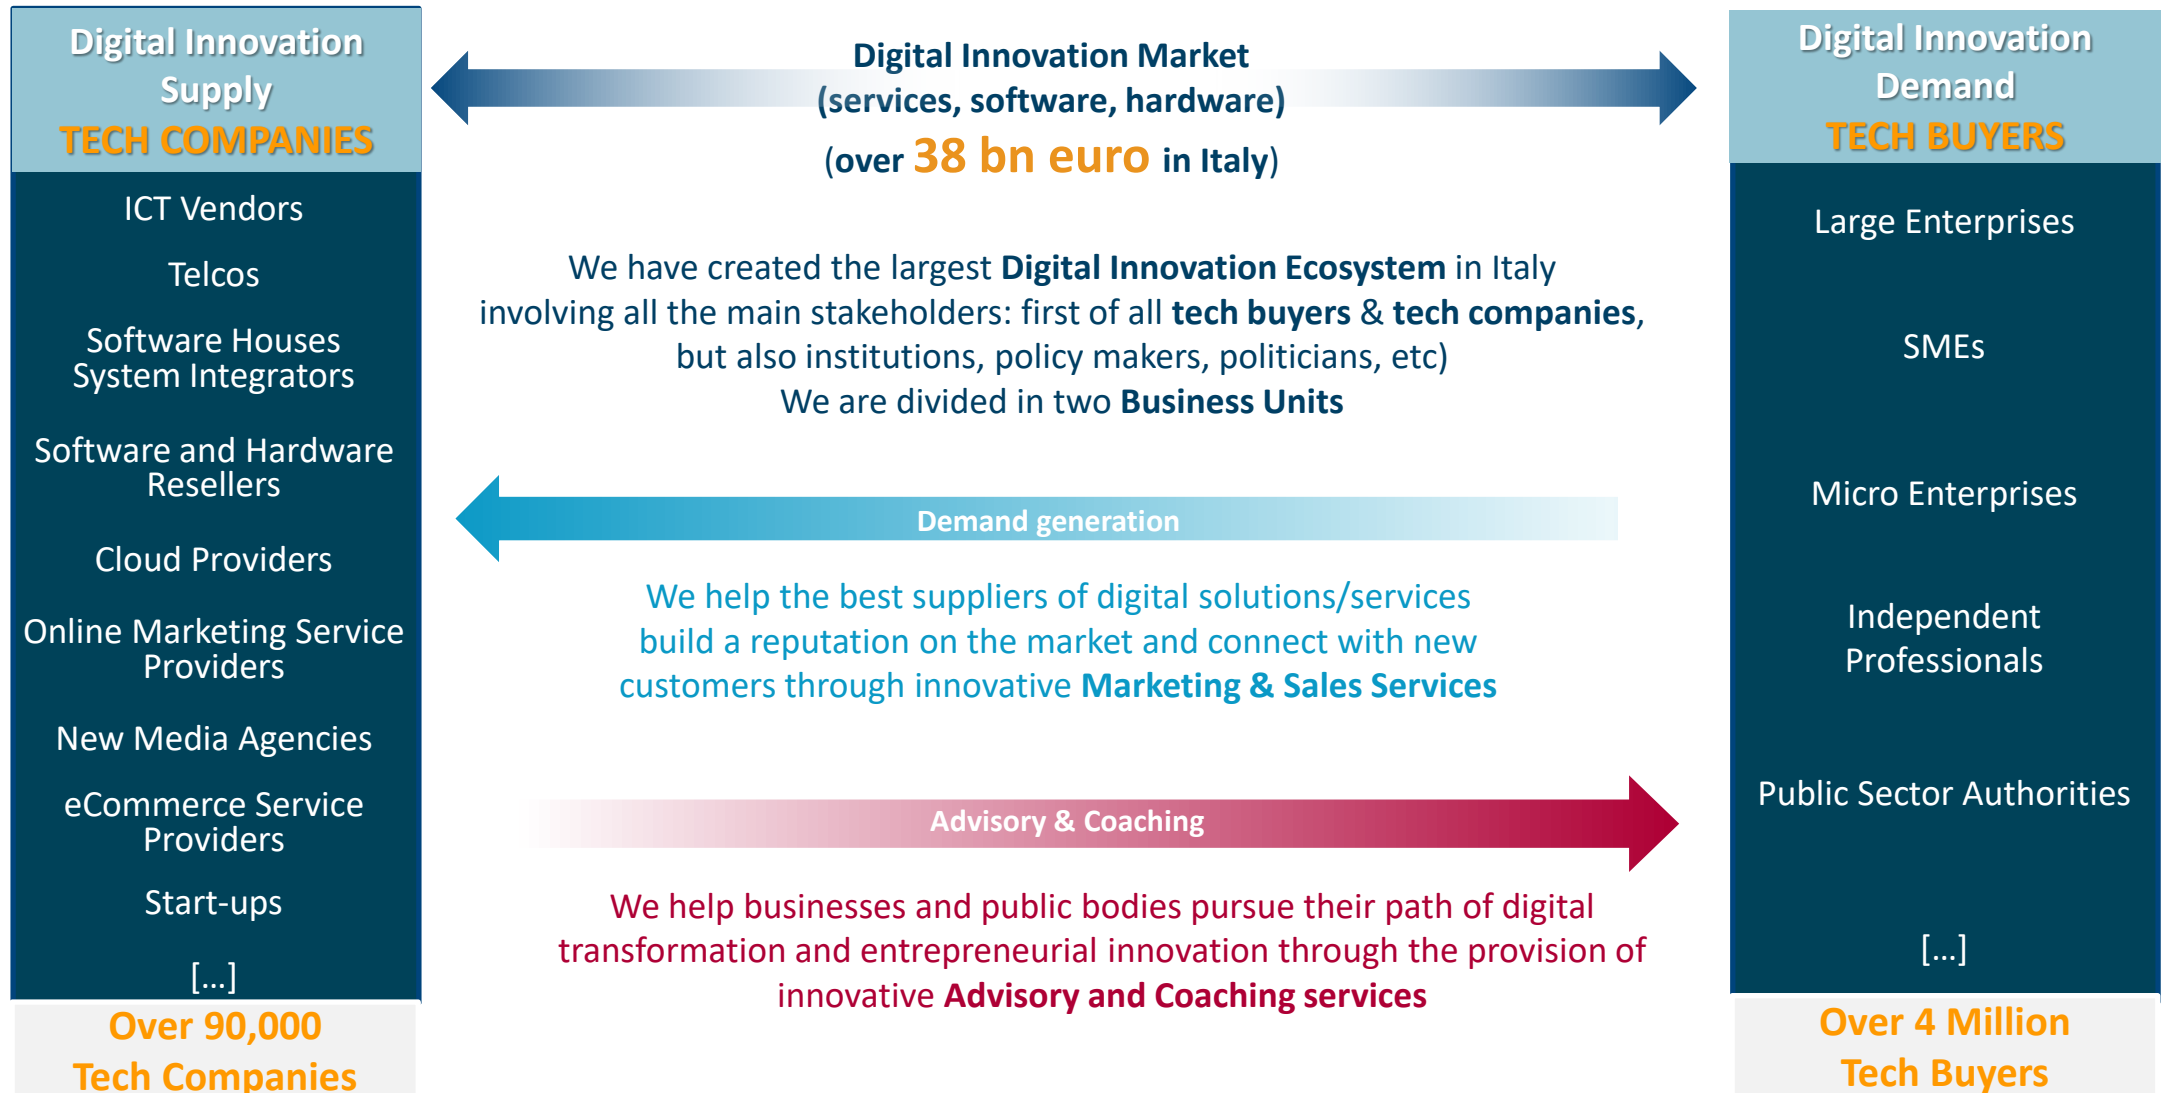 Digital Innovation
Supply
TECH COMPANIES
ICT Vendors
Telcos
Software Houses
System Integrators
Software and Hardware
Resellers
Cloud Providers
Online Marketing Service
Providers
New Media Agencies
eCommerce Service
Providers
Start-ups
[...]
Over 90,000
Tech Companies
Digital Innovation Market
(services, software, hardware)
(over 38 bn euro in Italy)
We have created the largest Digital Innovation Ecosystem in Italy
involving all the main stakeholders: first of all tech buyers & tech companies,
but also institutions, policy makers, politicians, etc)
We are divided in two Business Units
Demand generation
We help the best suppliers of digital solutions/services
build a reputation on the market and connect with new
customers through innovative Marketing & Sales Services
Advisory & Coaching
We help businesses and public bodies pursue their path of digital
transformation and entrepreneurial innovation through the provision of
innovative Advisory and Coaching services
Digital Innovation
Demand
TECH BUYERS
Large Enterprises
SMEs
Micro Enterprises
Independent
Professionals
Public Sector Authorities
[...]
Over 4 Million
Tech Buyers